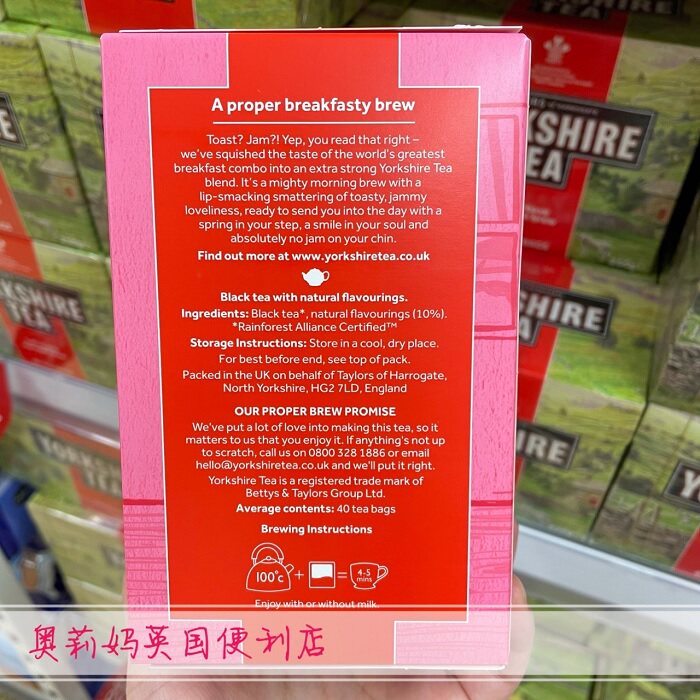 A proper breakfasty brew
Toast? Jam?! Yep, you read that right –
we've squished the taste of the world's greatest
breakfast combo into an extra strong Yorkshire Tea
blend. It's a mighty morning brew with a
lip-smacking smattering of toasty, jammy
loveliness, ready to send you into the day with a
spring in your step, a smile in your soul and
absolutely no jam on your chin.
Find out more at www.yorkshiretea.co.uk
Black tea with natural flavourings.
Ingredients: Black tea*, natural flavourings (10%).
*Rainforest Alliance Certified™
Storage Instructions: Store in a cool, dry place.
For best before end, see top of pack.
Packed in the UK on behalf of Taylors of Harrogate,
North Yorkshire, HG2 7LD, England
OUR PROPER BREW PROMISE
We've put a lot of love into making this tea, so it
matters to us that you enjoy it. If anything's not up
to scratch, call us on 0800 328 1886 or email
hello@yorkshiretea.co.uk and we'll put it right.
Yorkshire Tea is a registered trade mark of
Bettys & Taylors Group Ltd.
Average contents: 40 tea bags
Brewing Instructions
100°c + = 4-5
mins
Enjoy with or without milk.
奥莉妈英国便利店
KSHIRE
TEA
KSHIRE
TEA
SHIRE
YORKSHIRE
TEA
IRE
YORKSHIRE